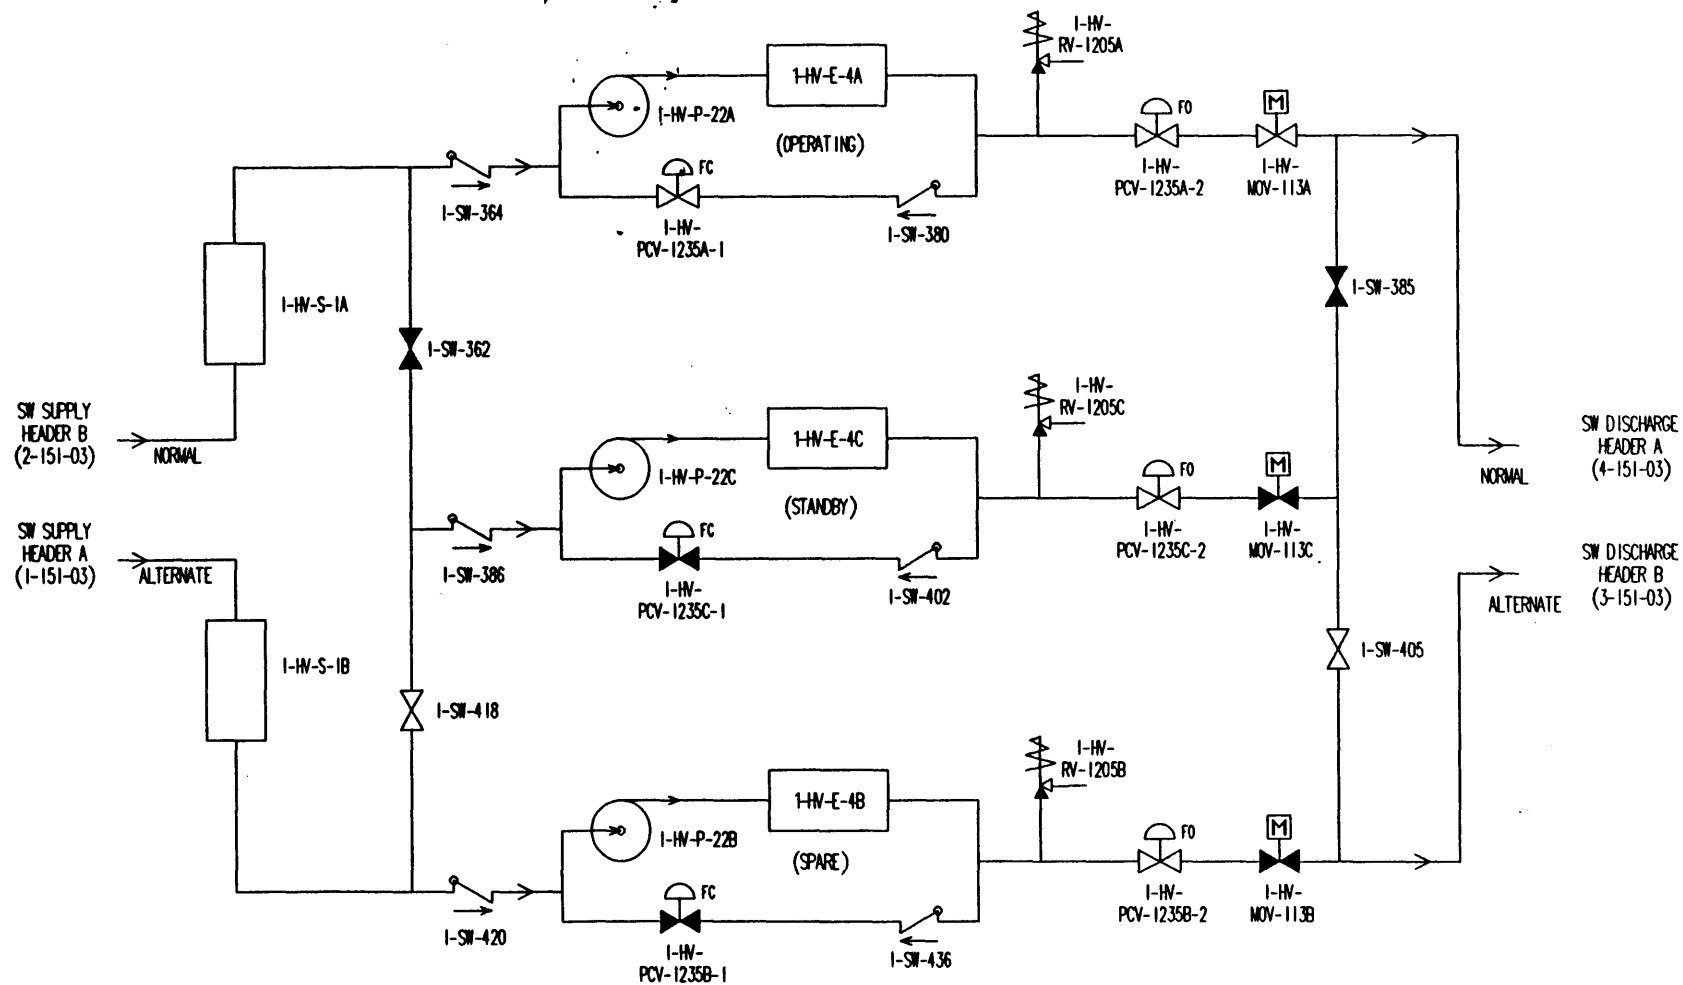 1-HV-
RV-1205A
1-HV-E-4A
1-HV-P-22A
(OPERATING)
FO
M
1-HV-
PCV-1235A-2
1-HV-
MOV-113A
FC
1-SW-364
1-HV-
PCV-1235A-1
1-SW-380
1-HV-S-1A
1-SW-385
1-SW-362
SW SUPPLY
HEADER B
(2-151-03)
NORMAL
1-HV-
RV-1205C
1-HV-E-4C
1-HV-P-22C
(STANDBY)
FO
M
1-HV-
PCV-1235C-2
1-HV-
MOV-113C
SW DISCHARGE
HEADER A
(4-151-03)
NORMAL
SW SUPPLY
HEADER A
(1-151-03)
ALTERNATE
FC
1-SW-386
1-HV-
PCV-1235C-1
1-SW-402
SW DISCHARGE
HEADER B
(3-151-03)
ALTERNATE
1-HV-S-1B
1-SW-405
1-SW-418
1-HV-
RV-1205B
1-HV-E-4B
1-HV-P-22B
(SPARE)
FO
M
1-HV-
PCV-1235B-2
1-HV-
MOV-113B
FC
1-SW-420
1-HV-
PCV-1235B-1
1-SW-436